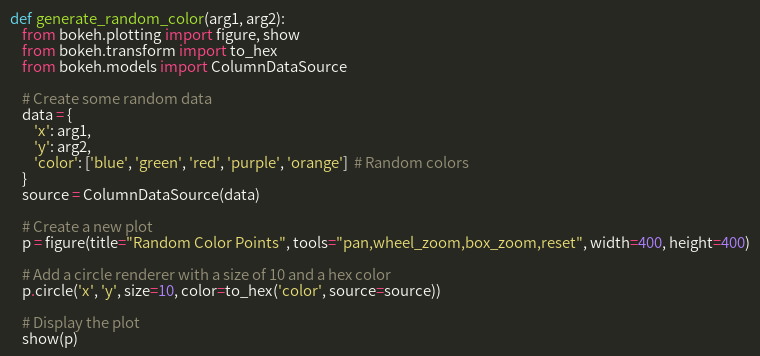 def generate_random_color(arg1, arg2):
    from bokeh.plotting import figure, show
    from bokeh.transform import to_hex
    from bokeh.models import ColumnDataSource

    # Create some random data
    data = {
        'x': arg1,
        'y': arg2,
        'color': ['blue', 'green', 'red', 'purple', 'orange']  # Random colors
    }
    source = ColumnDataSource(data)

    # Create a new plot
    p = figure(title="Random Color Points", tools="pan,wheel_zoom,box_zoom,reset", width=400, height=400)

    # Add a circle renderer with a size of 10 and a hex color
    p.circle('x', 'y', size=10, color=to_hex('color', source=source))

    # Display the plot
    show(p)